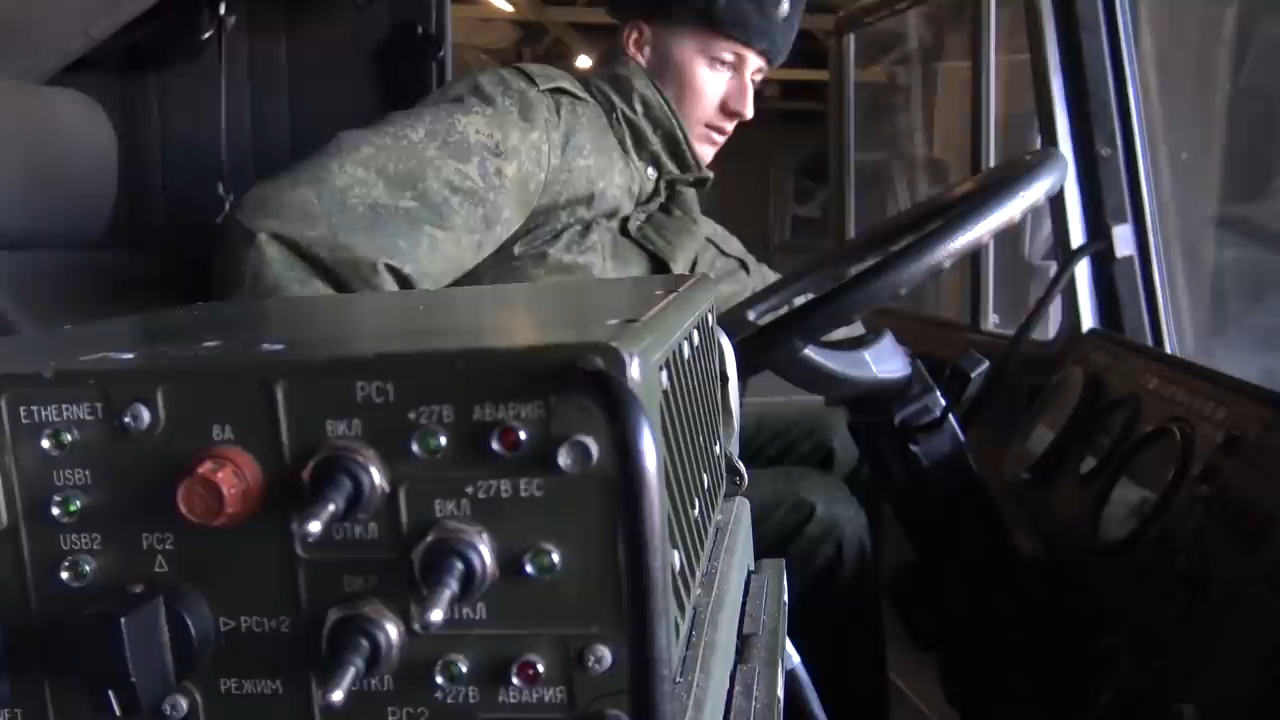 ETHERNET
USB1
USB2
8А
РС2
▷ РС1+2
РЕЖИМ
РС1
ВКЛ
+27В
АВАРИЯ
ОТКЛ
+27В БС
ВКЛ
ОТКЛ
ВКЛ
ОТКЛ
+27В
АВАРИЯ
РС2